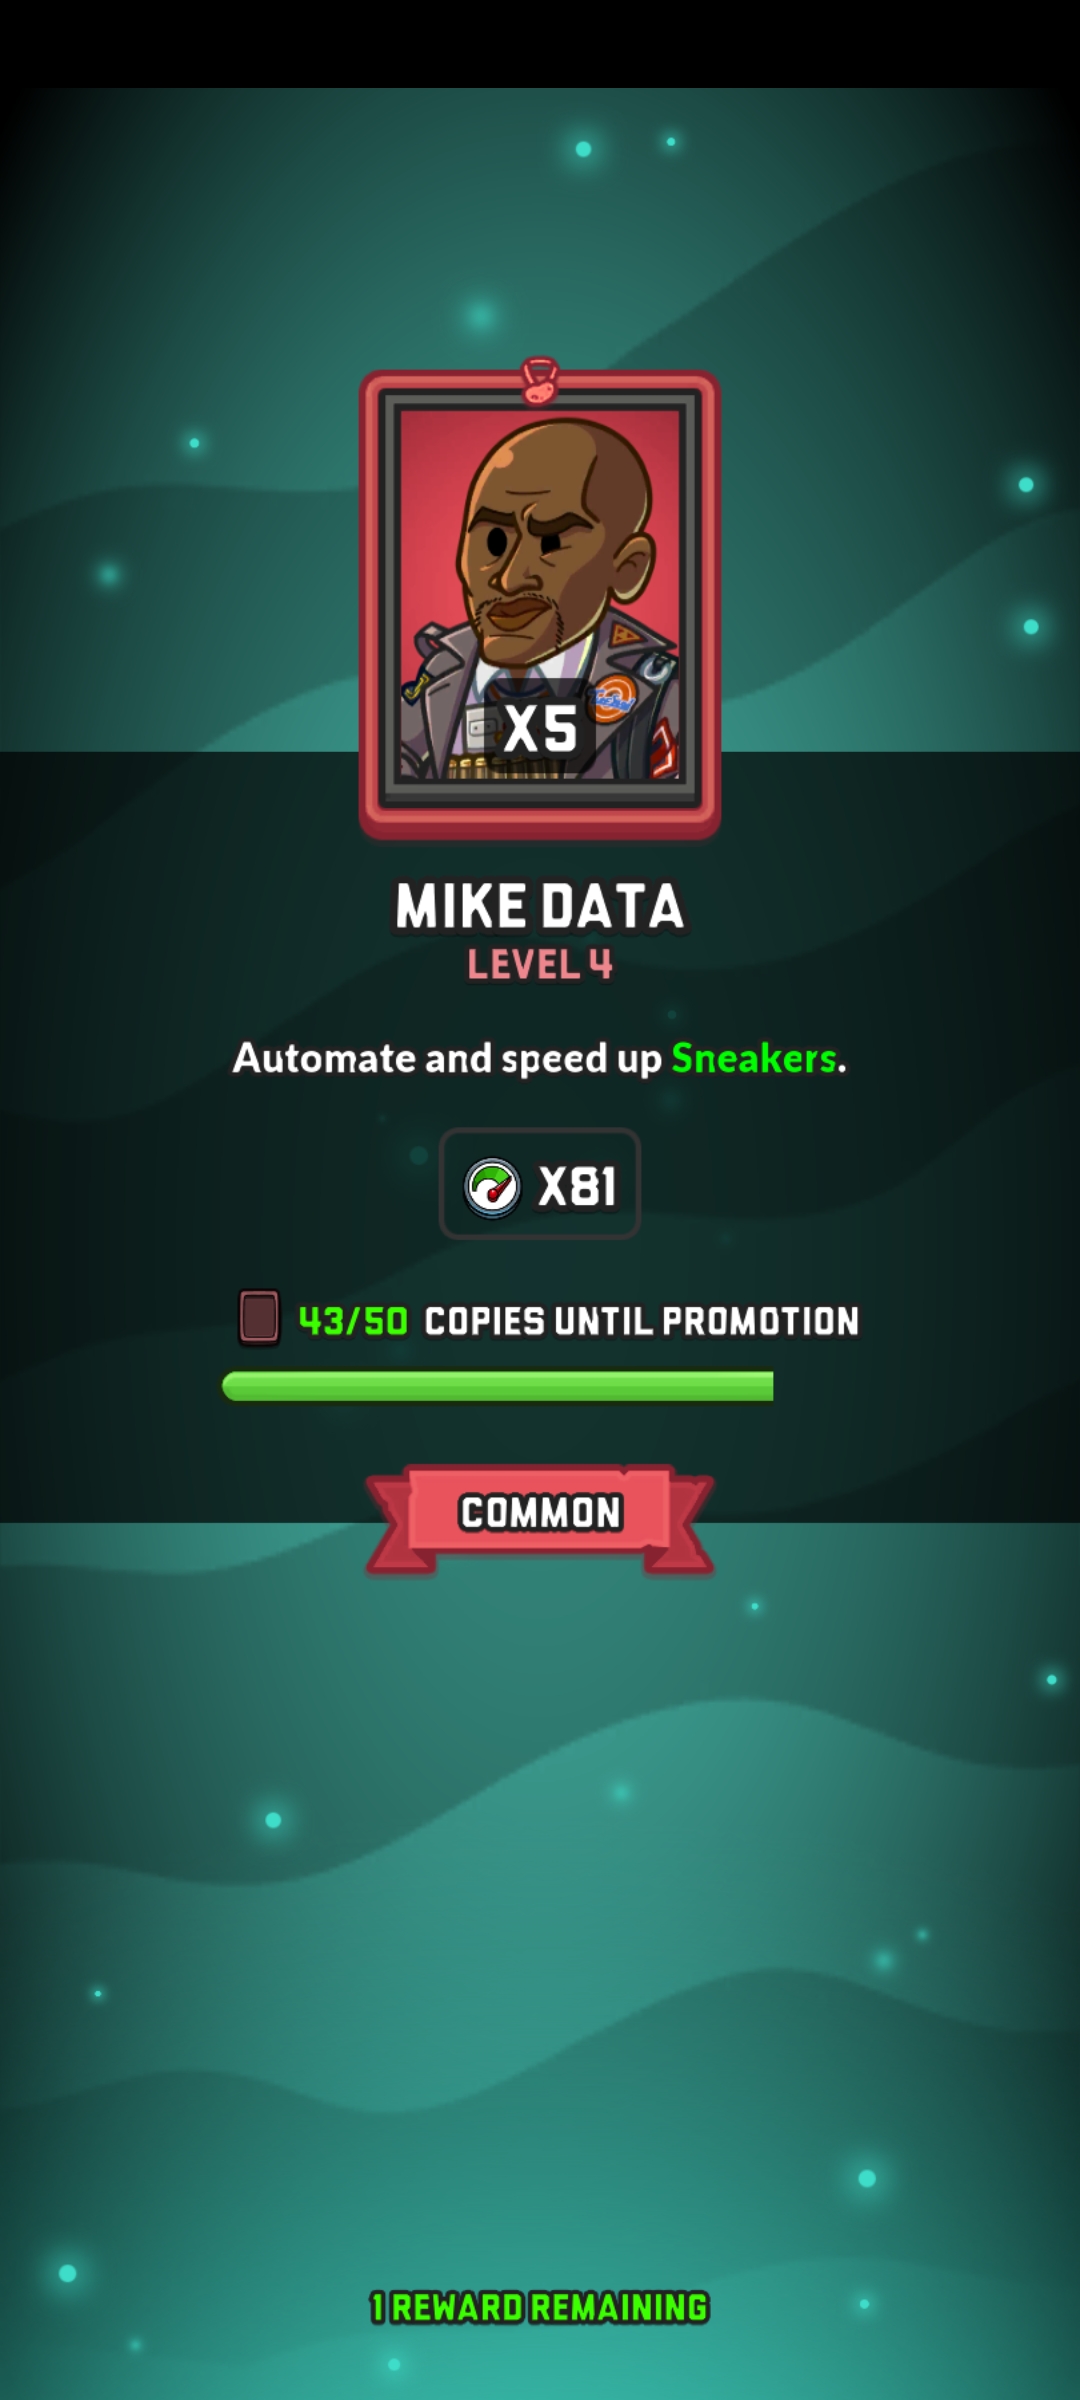 X5
MIKE DATA
LEVEL 4
Automate and speed up Sneakers.
X81
43/50 COPIES UNTIL PROMOTION
COMMON
1 REWARD REMAINING